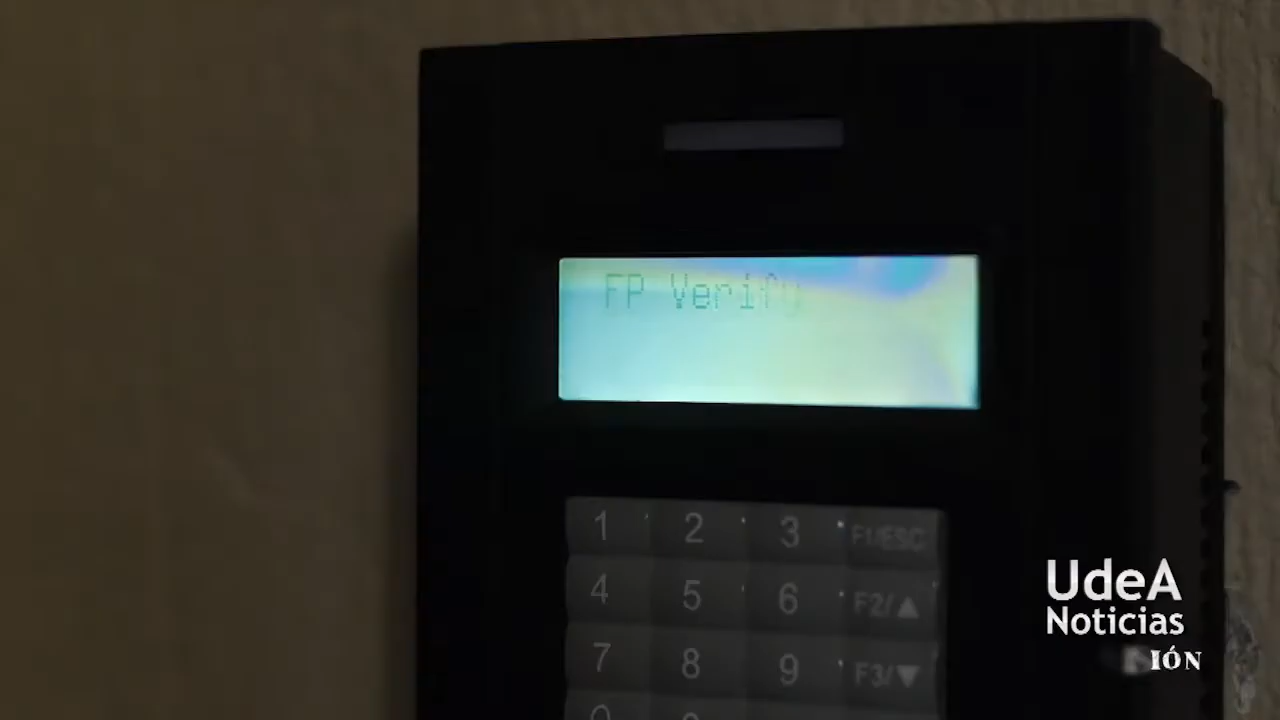 FP Verify
1 2 3 F1/ESC
4 5 6 F2/▲
7 8 9 F3/▼
UdeA
Noticias
IÓN